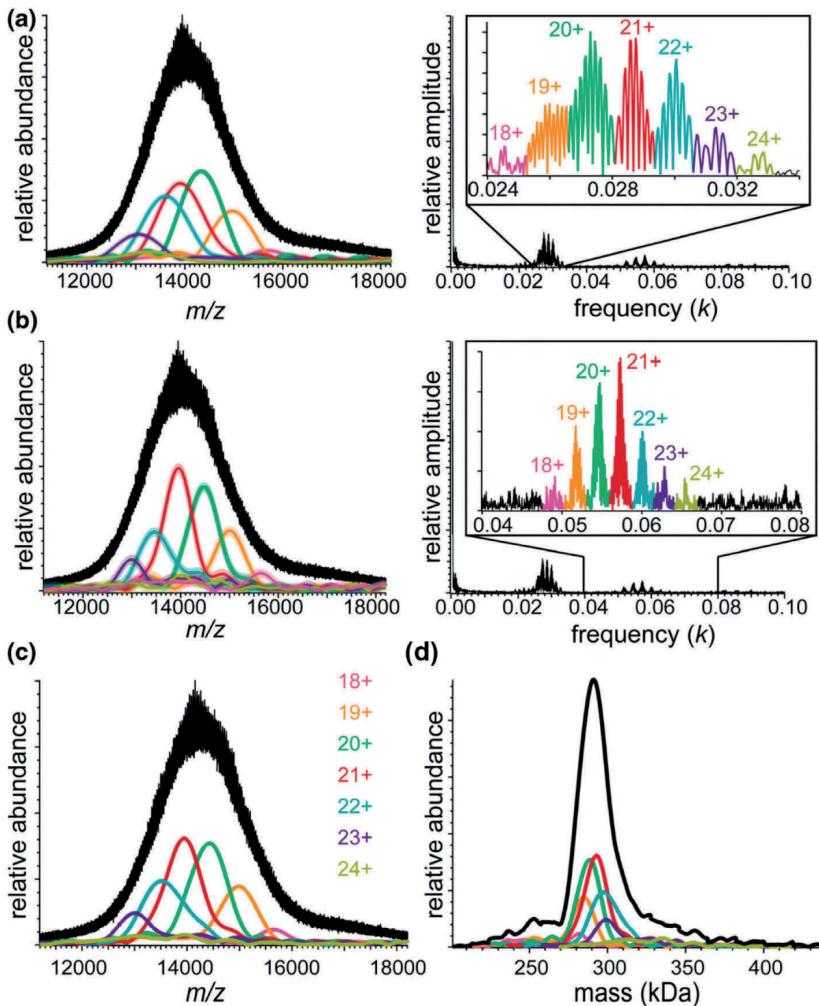 (a)
relative abundance
12000 14000 16000 18000
m/z
relative amplitude
18+ 19+ 20+ 21+ 22+ 23+ 24+
0.024 0.028 0.032
0.00 0.02 0.04 0.06 0.08 0.10
frequency (k)
(b)
relative abundance
12000 14000 16000 18000
m/z
relative amplitude
18+ 19+ 20+ 21+ 22+ 23+ 24+
0.04 0.05 0.06 0.07 0.08
0.00 0.02 0.04 0.06 0.08 0.10
frequency (k)
(c)
relative abundance
18+
19+
20+
21+
22+
23+
24+
12000 14000 16000 18000
m/z
(d)
relative abundance
250 300 350 400
mass (kDa)